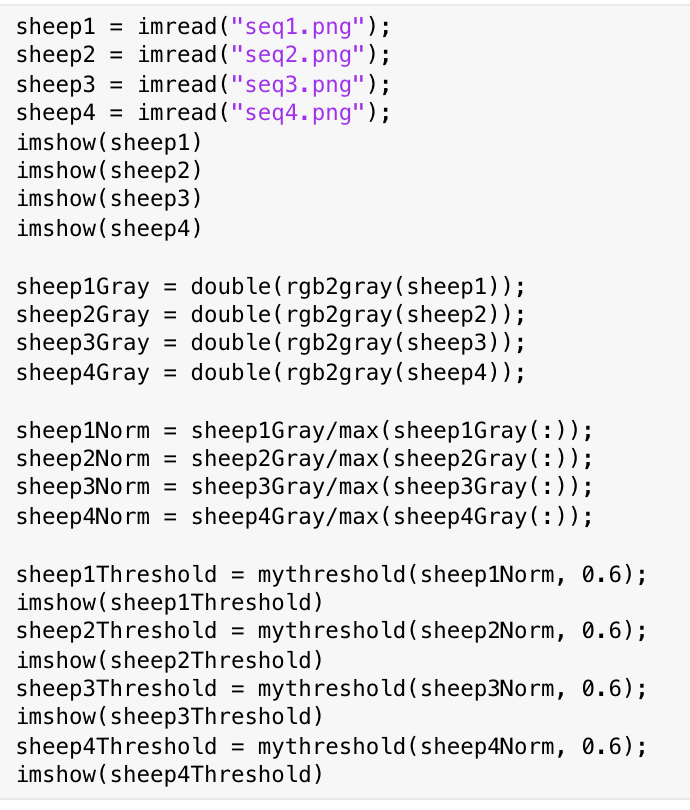 sheep1 = imread("seq1.png");
sheep2 = imread("seq2.png");
sheep3 = imread("seq3.png");
sheep4 = imread("seq4.png");
imshow(sheep1)
imshow(sheep2)
imshow(sheep3)
imshow(sheep4)
sheep1Gray = double(rgb2gray(sheep1));
sheep2Gray = double(rgb2gray(sheep2));
sheep3Gray = double(rgb2gray(sheep3));
sheep4Gray = double(rgb2gray(sheep4));
sheep1Norm = sheep1Gray/max(sheep1Gray(:));
sheep2Norm = sheep2Gray/max(sheep2Gray(:));
sheep3Norm = sheep3Gray/max(sheep3Gray(:));
sheep4Norm = sheep4Gray/max(sheep4Gray(:));
sheep1Threshold = mythreshold(sheep1Norm, 0.6);
imshow(sheep1Threshold)
sheep2Threshold = mythreshold(sheep2Norm, 0.6);
imshow(sheep2Threshold)
sheep3Threshold = mythreshold(sheep3Norm, 0.6);
imshow(sheep3Threshold)
sheep4Threshold = mythreshold(sheep4Norm, 0.6);
imshow(sheep4Threshold)